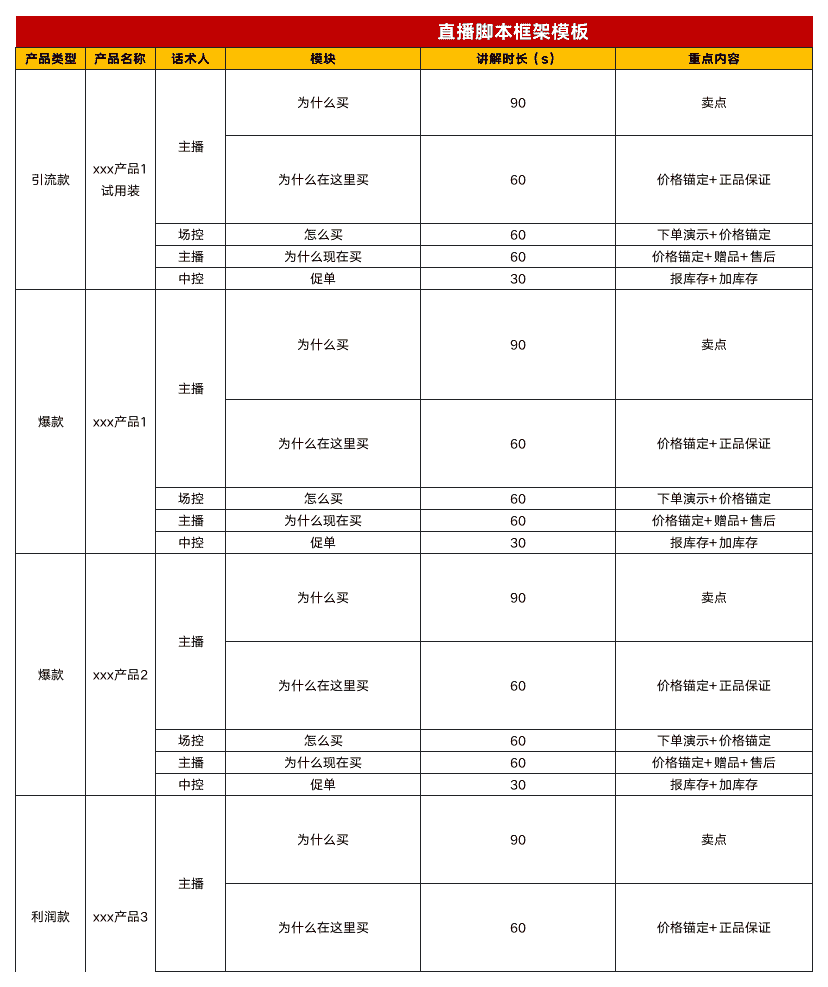 直播脚本框架模板
产品类型 产品名称 话术人 模块 讲解时长（s） 重点内容
引流款 xxx产品1 试用装 主播 为什么买 90 卖点
为什么在这里买 60 价格锚定+正品保证
场控 怎么买 60 下单演示+价格锚定
主播 为什么现在买 60 价格锚定+赠品+售后
中控 促单 30 报库存+加库存
爆款 xxx产品1 主播 为什么买 90 卖点
为什么在这里买 60 价格锚定+正品保证
场控 怎么买 60 下单演示+价格锚定
主播 为什么现在买 60 价格锚定+赠品+售后
中控 促单 30 报库存+加库存
爆款 xxx产品2 主播 为什么买 90 卖点
为什么在这里买 60 价格锚定+正品保证
场控 怎么买 60 下单演示+价格锚定
主播 为什么现在买 60 价格锚定+赠品+售后
中控 促单 30 报库存+加库存
利润款 xxx产品3 主播 为什么买 90 卖点
为什么在这里买 60 价格锚定+正品保证